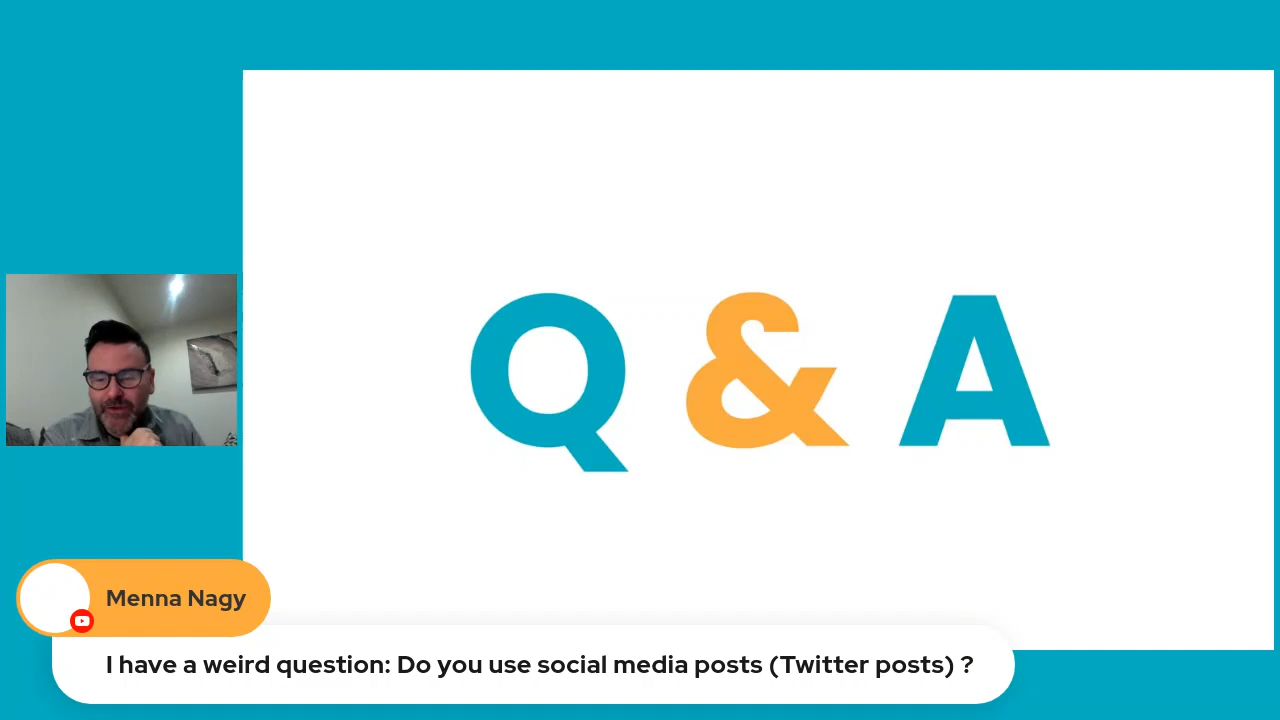 Q & A
Menna Nagy
I have a weird question: Do you use social media posts (Twitter posts) ?